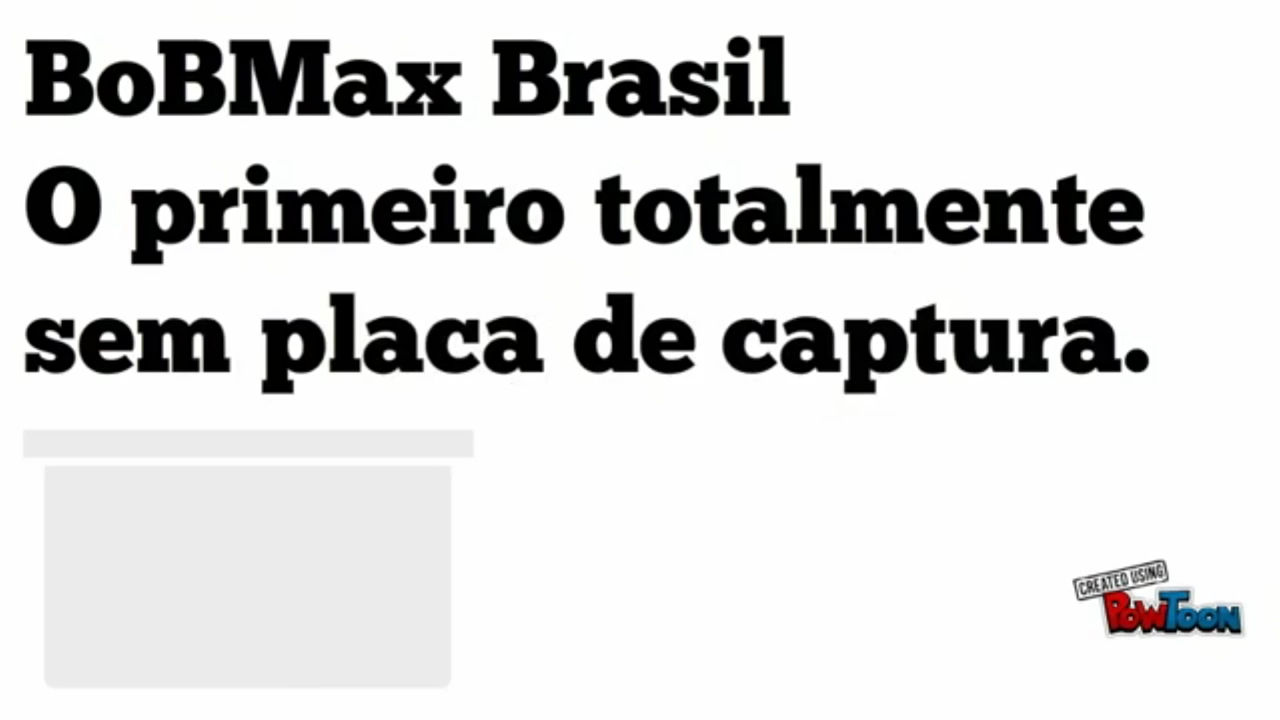 BoBMax Brasil
O primeiro totalmente
sem placa de captura.
CREATED USING
POWTOON